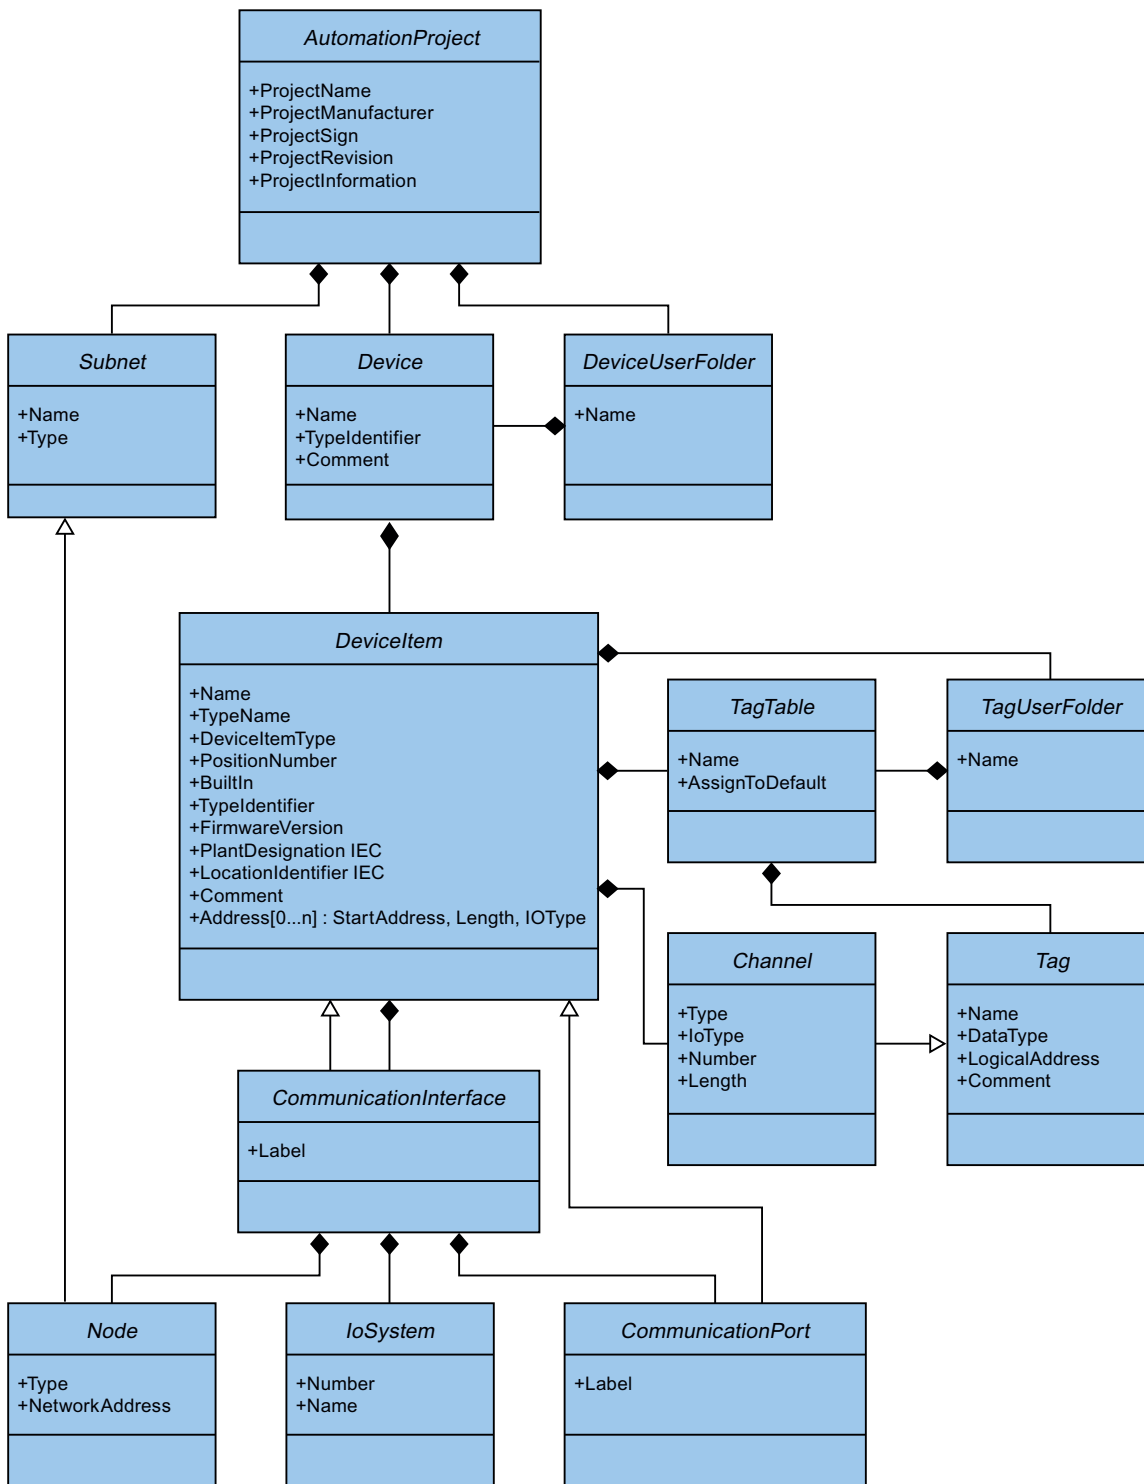 AutomationProject
+ProjectName
+ProjectManufacturer
+ProjectSign
+ProjectRevision
+ProjectInformation
Subnet
+Name
+Type
Device
+Name
+TypeIdentifier
+Comment
DeviceUserFolder
+Name
DeviceItem
+Name
+TypeName
+DeviceItemType
+PositionNumber
+BuiltIn
+TypeIdentifier
+FirmwareVersion
+PlantDesignation IEC
+LocationIdentifier IEC
+Comment
+Address[0...n] : StartAddress, Length, IOType
TagTable
+Name
+AssignToDefault
TagUserFolder
+Name
Channel
+Type
+IoType
+Number
+Length
Tag
+Name
+DataType
+LogicalAddress
+Comment
CommunicationInterface
+Label
Node
+Type
+NetworkAddress
IoSystem
+Number
+Name
CommunicationPort
+Label